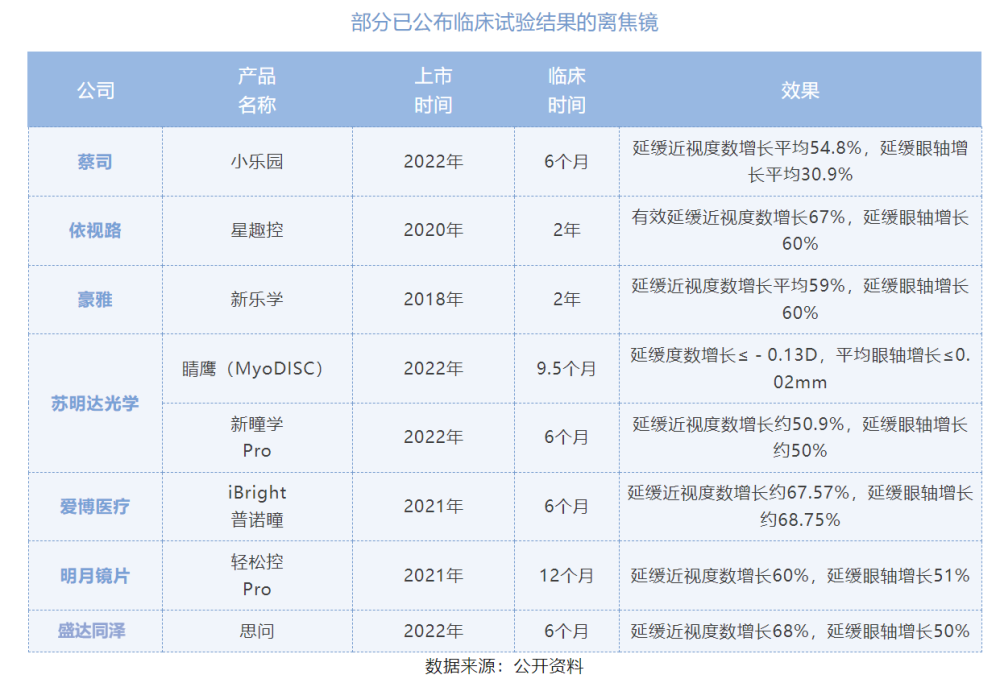 部分已公布临床试验结果的离焦镜
公司
产品
名称
上市
时间
临床
时间
效果
蔡司
小乐园
2022年
6个月
延缓近视度数增长平均54.8%，延缓眼轴增
长平均30.9%
依视路
星趣控
2020年
2年
有效延缓近视度数增长67%，延缓眼轴增长
60%
豪雅
新乐学
2018年
2年
延缓近视度数增长平均59%，延缓眼轴增长
60%
苏明达光学
睛鹰（MyoDISC）
2022年
9.5个月
延缓度数增长≤ - 0.13D，平均眼轴增长≤0.
02mm
新瞳学
Pro
2022年
6个月
延缓近视度数增长约50.9%，延缓眼轴增长
约50%
爱博医疗
iBright
普诺瞳
2021年
6个月
延缓近视度数增长约67.57%，延缓眼轴增长
约68.75%
明月镜片
轻松控
Pro
2021年
12个月
延缓近视度数增长60%，延缓眼轴增长51%
盛达同泽
思问
2022年
6个月
延缓近视度数增长68%，延缓眼轴增长50%
数据来源：公开资料